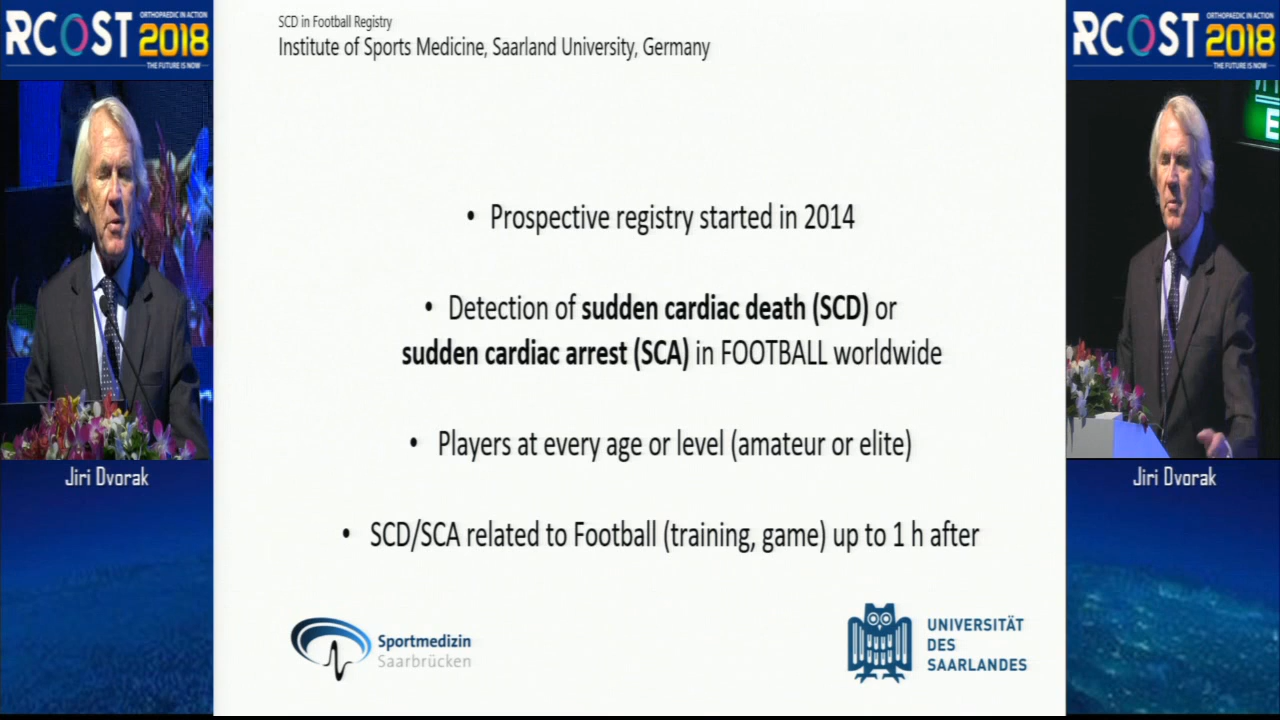 ORTHOPAEDIC IN ACTION
RCOST 2018
THE FUTURE IS NOW
Jiri Dvorak
SCD in Football Registry
Institute of Sports Medicine, Saarland University, Germany
• Prospective registry started in 2014
• Detection of sudden cardiac death (SCD) or
sudden cardiac arrest (SCA) in FOOTBALL worldwide
• Players at every age or level (amateur or elite)
• SCD/SCA related to Football (training, game) up to 1 h after
Sportmedizin
Saarbrücken
UNIVERSITÄT
DES
SAARLANDES
ORTHOPAEDIC IN ACTION
RCOST 2018
THE FUTURE IS NOW
E
Jiri Dvorak